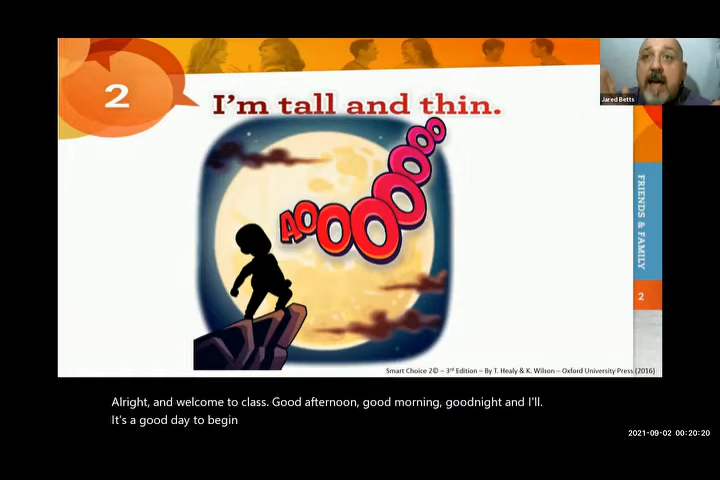 2
I'm tall and thin.
AOOOOOOOO
Jared Betts
FRIENDS & FAMILY
2
Smart Choice 2© – 3rd Edition – By T. Healy & K. Wilson – Oxford University Press (2016)
Alright, and welcome to class. Good afternoon, good morning, goodnight and I'll.
It's a good day to begin
2021-09-02 00:20:20